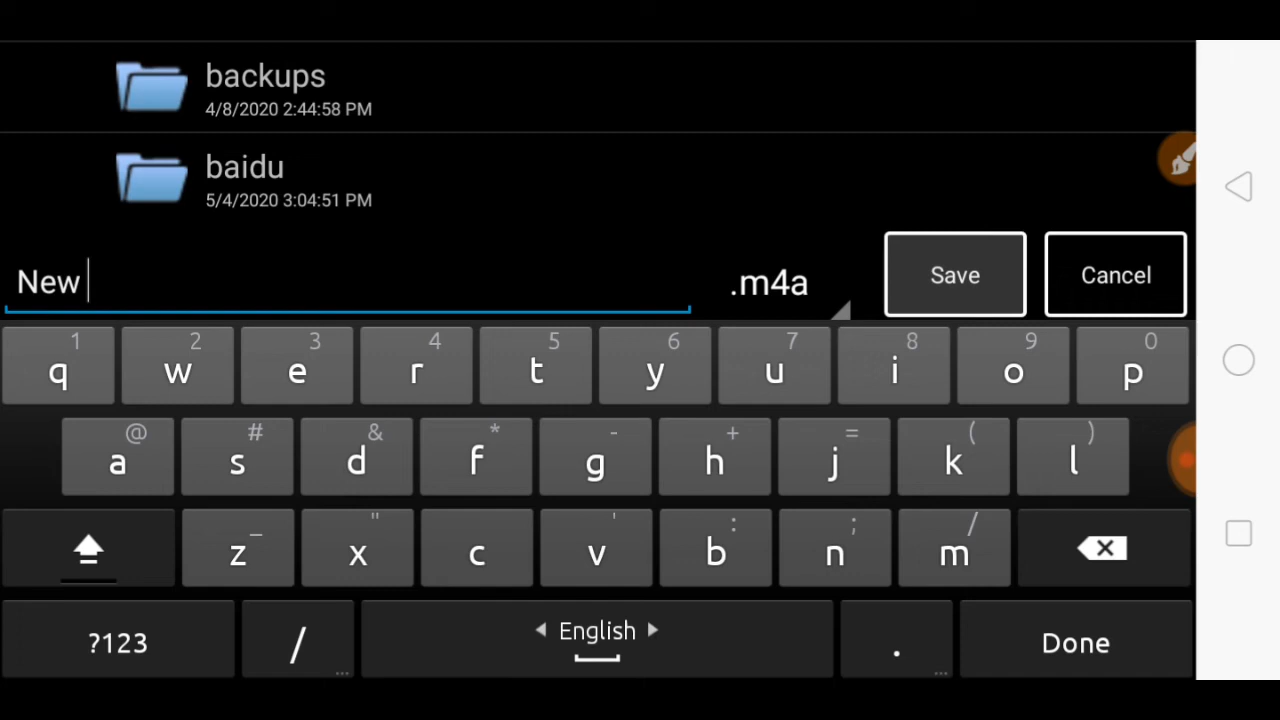 backups
4/8/2020 2:44:58 PM
baidu
5/4/2020 3:04:51 PM
New .m4a Save Cancel
1 2 3 4 5 6 7 8 9 0
q w e r t y u i o p
@ # & * - + = ( )
a s d f g h j k l
_ " ' : ; /
z x c v b n m
?123 / ... English . ... Done